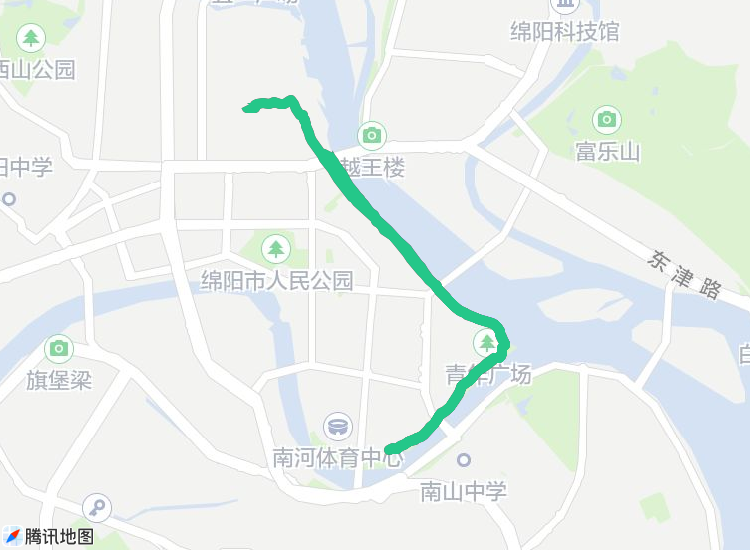 绵阳科技馆
西山公园
富乐山
越王楼
阳中学
东津路
绵阳市人民公园
旗堡梁
青年广场
南河体育中心
南山中学
腾讯地图